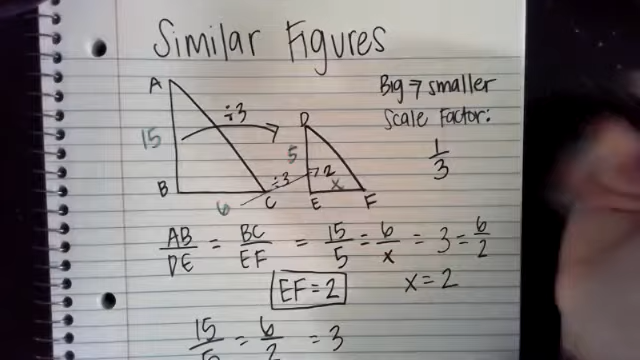 Similar Figures
A
÷3
Big → smaller
Scale Factor:
1/3
D
15
5
÷3 → 2
x
B
C
E
F
6
AB/DE = BC/EF = 15/5 = 6/x = 3 = 6/2
EF = 2
x = 2
15/5 = 6/2 = 3